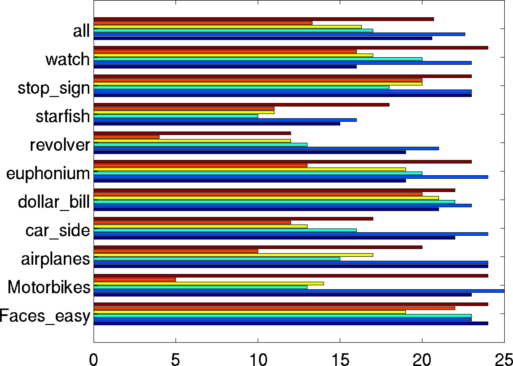 all
watch
stop_sign
starfish
revolver
euphonium
dollar_bill
car_side
airplanes
Motorbikes
Faces_easy
0 5 10 15 20 25